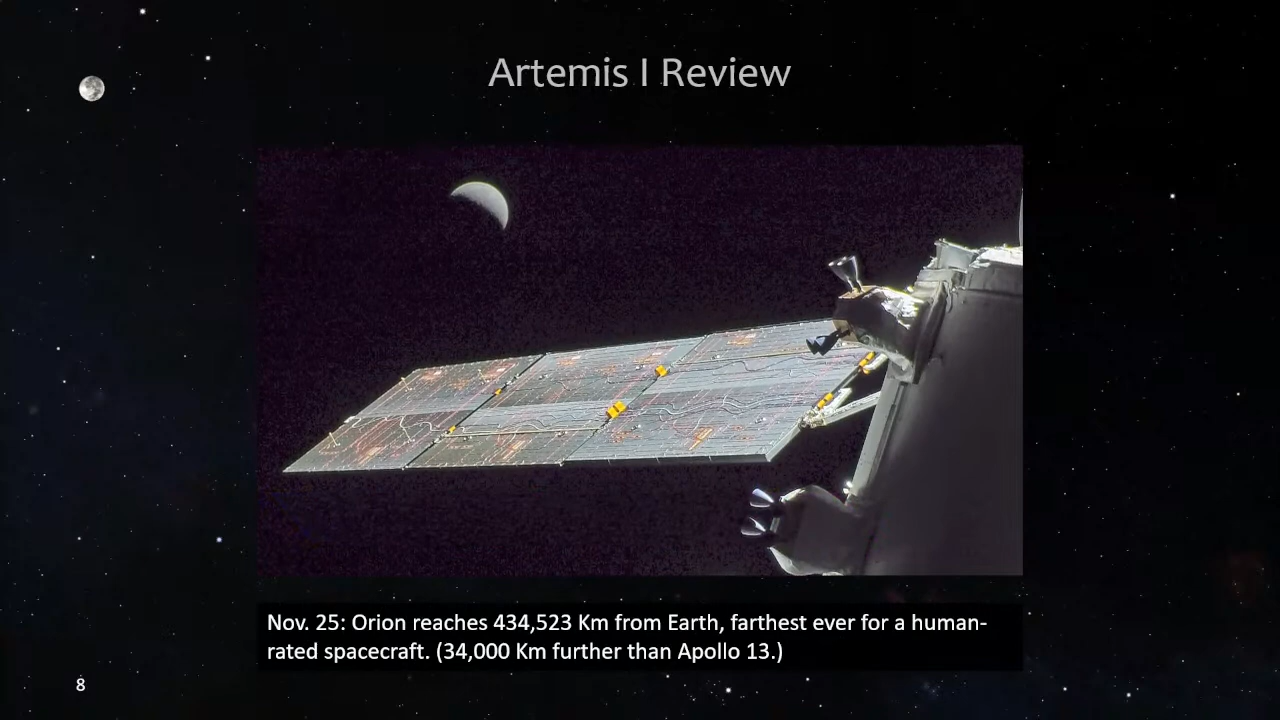 Artemis I Review
Nov. 25: Orion reaches 434,523 Km from Earth, farthest ever for a human-
rated spacecraft. (34,000 Km further than Apollo 13.)
8